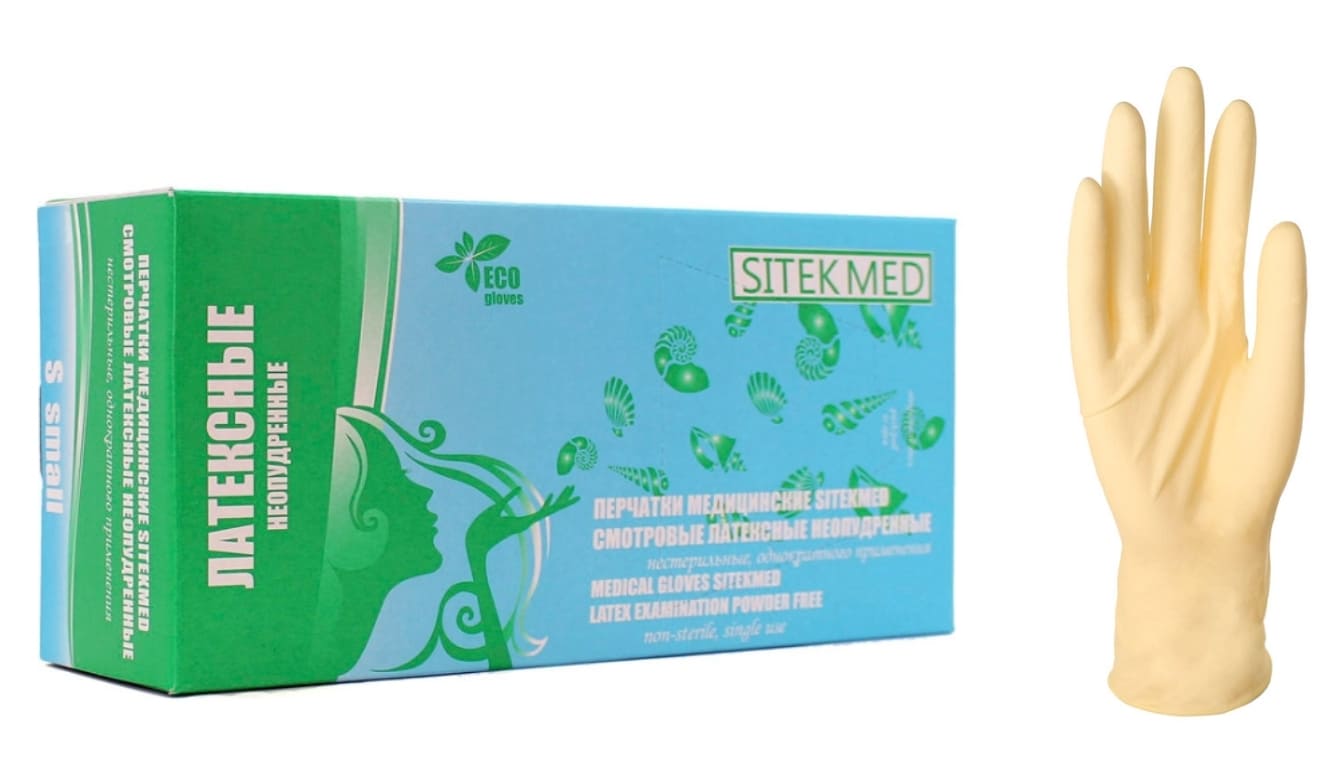 S small
ПЕРЧАТКИ МЕДИЦИНСКИЕ SITEKMED
СМОТРОВЫЕ ЛАТЕКСНЫЕ НЕОПУДРЕННЫЕ
нестерильные, однократного применения
ЛАТЕКСНЫЕ
НЕОПУДРЕННЫЕ
ECO
gloves
SITEK MED
ПЕРЧАТКИ МЕДИЦИНСКИЕ SITEKMED
СМОТРОВЫЕ ЛАТЕКСНЫЕ НЕОПУДРЕННЫЕ
нестерильные, однократного применения
MEDICAL GLOVES SITEKMED
LATEX EXAMINATION POWDER FREE
non-sterile, single use